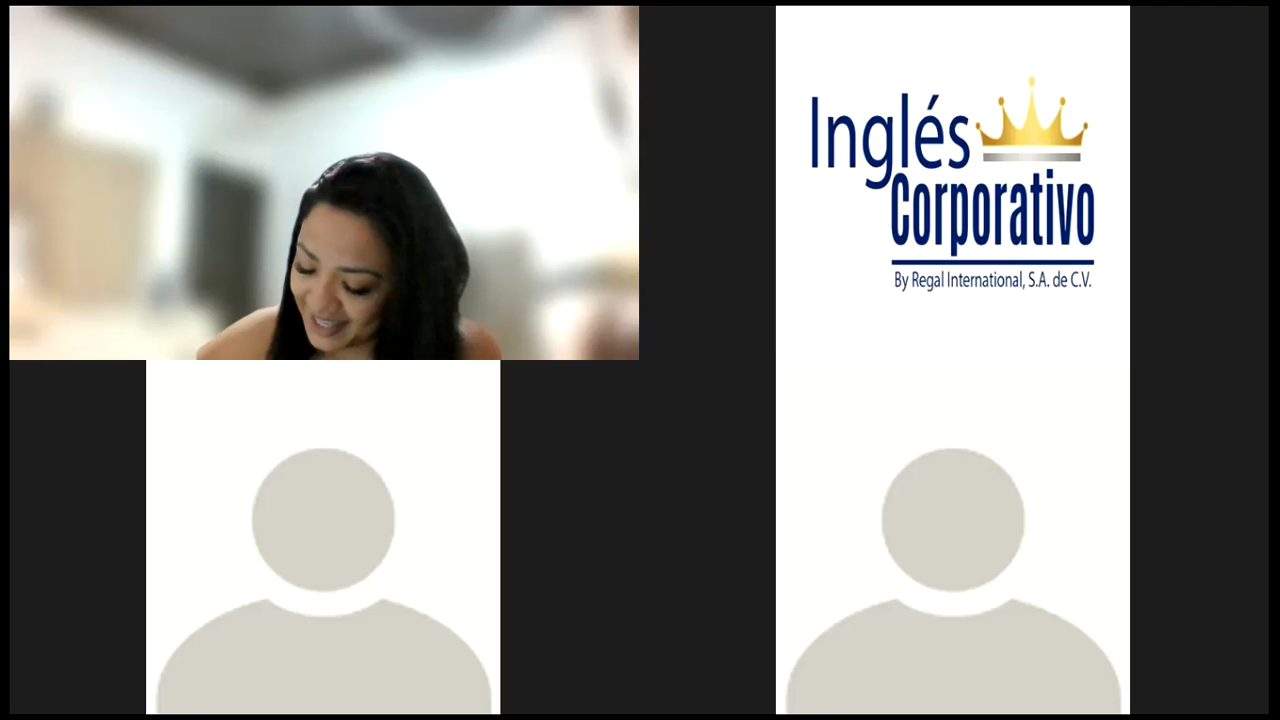 Inglés
Corporativo
By Regal International, S.A. de C.V.